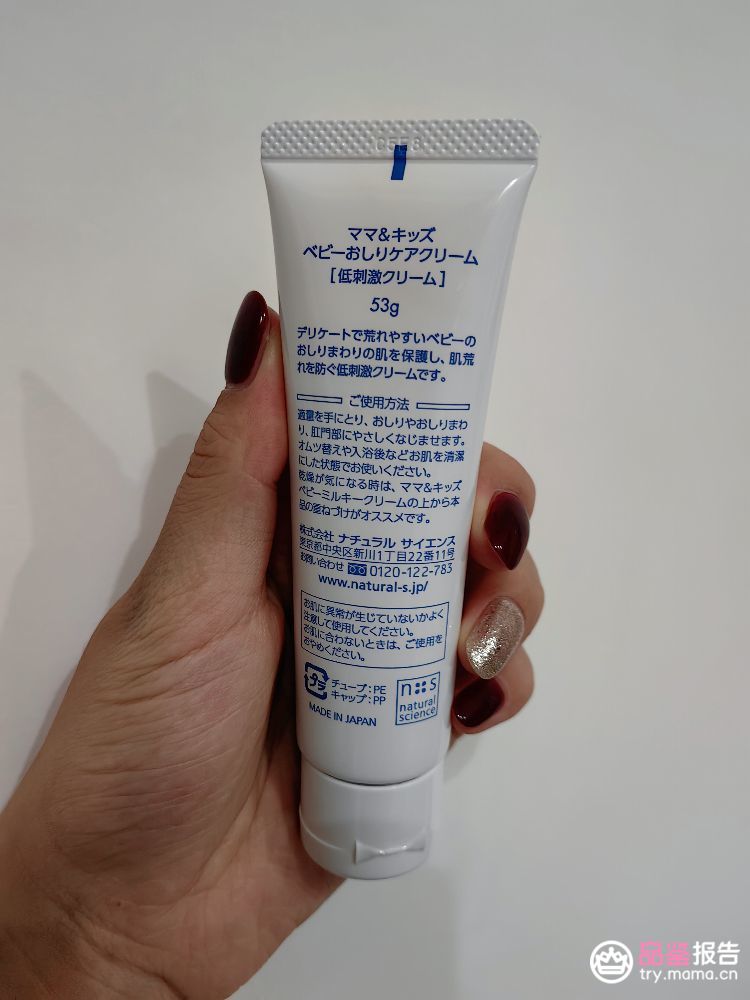 ママ&キッズ
ベビーおしりケアクリーム
[低刺激クリーム]
53g
デリケートで荒れやすいベビーの
おしりまわりの肌を保護し、肌荒
れを防ぐ低刺激クリームです。
ご使用方法
適量を手にとり、おしりやおしりまわ
り、肛門部にやさしくなじませます。
オムツ替えや入浴後などお肌を清潔
にした状態でお使いください。
乾燥が気になる時は、ママ&キッズ
ベビーミルキークリームの上から本
品の重ねづけがオススメです。
株式会社 ナチュラル サイエンス
東京都中央区新川1丁目22番11号
お問い合わせ 0120-122-783
www.natural-s.jp/
お肌に異常が生じていないかよく
注意して使用してください。
お肌に合わないときは、ご使用を
おやめください。
プラ
チューブ:PE
キャップ:PP
MADE IN JAPAN
n s
natural
science
品鉴报告
try.mama.cn